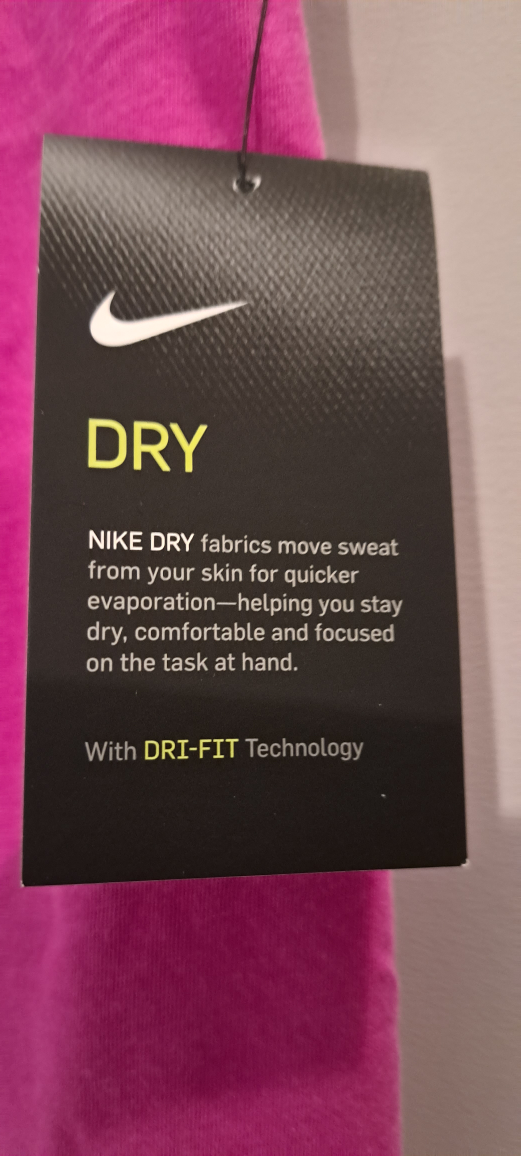 DRY
NIKE DRY fabrics move sweat
from your skin for quicker
evaporation—helping you stay
dry, comfortable and focused
on the task at hand.
With DRI-FIT Technology